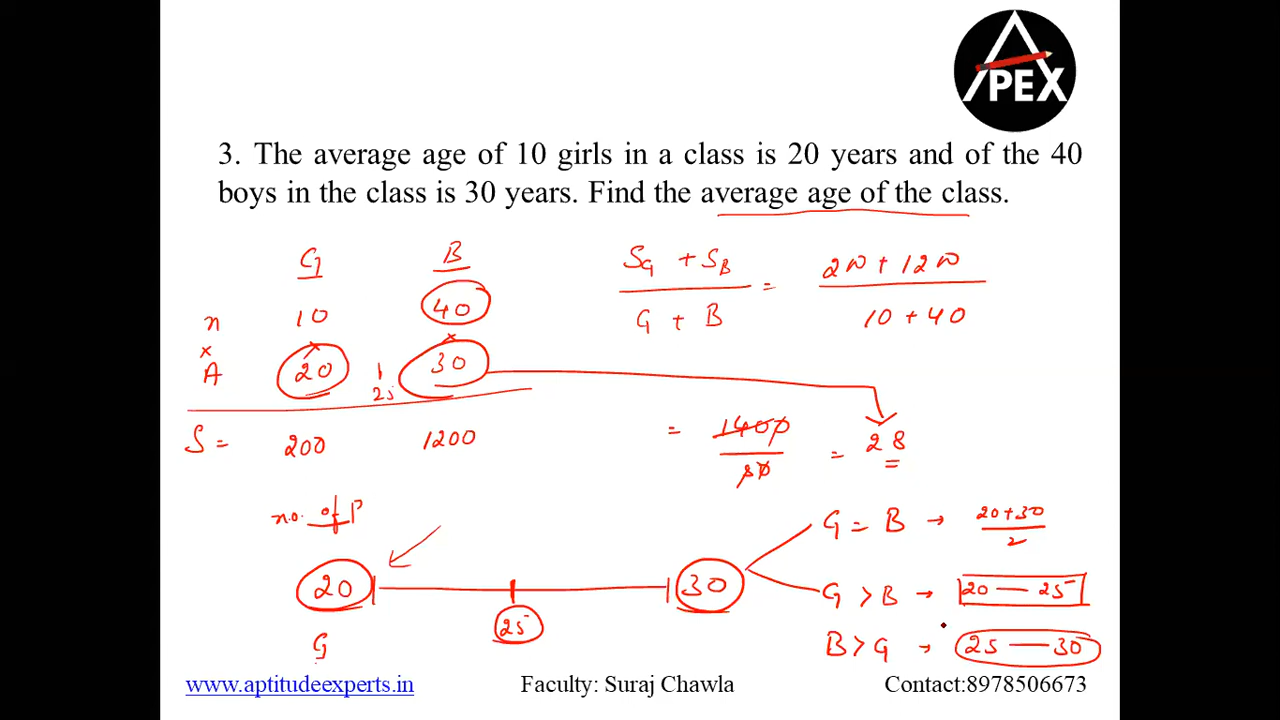 APEX
3. The average age of 10 girls in a class is 20 years and of the 40
boys in the class is 30 years. Find the average age of the class.
G B
n 10 40
x x x
A 20 25 30
S = 200 1200
SG + SB / G + B = 200 + 1200 / 10 + 40
= 1400 / 50 = 28
no. of P
20 25 30
G
G = B → 20+30 / 2
G > B → 20 — 25
B > G → 25 — 30
www.aptitudeexperts.in Faculty: Suraj Chawla Contact:8978506673